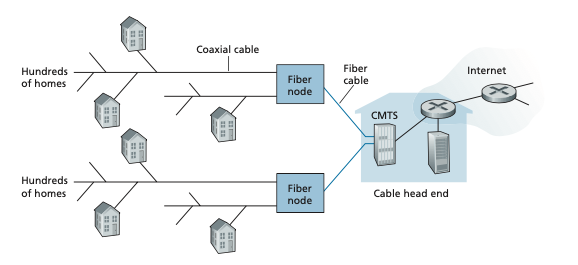 Hundreds
of homes
Coaxial cable
Fiber
node
Fiber
cable
Internet
CMTS
Hundreds
of homes
Fiber
node
Cable head end